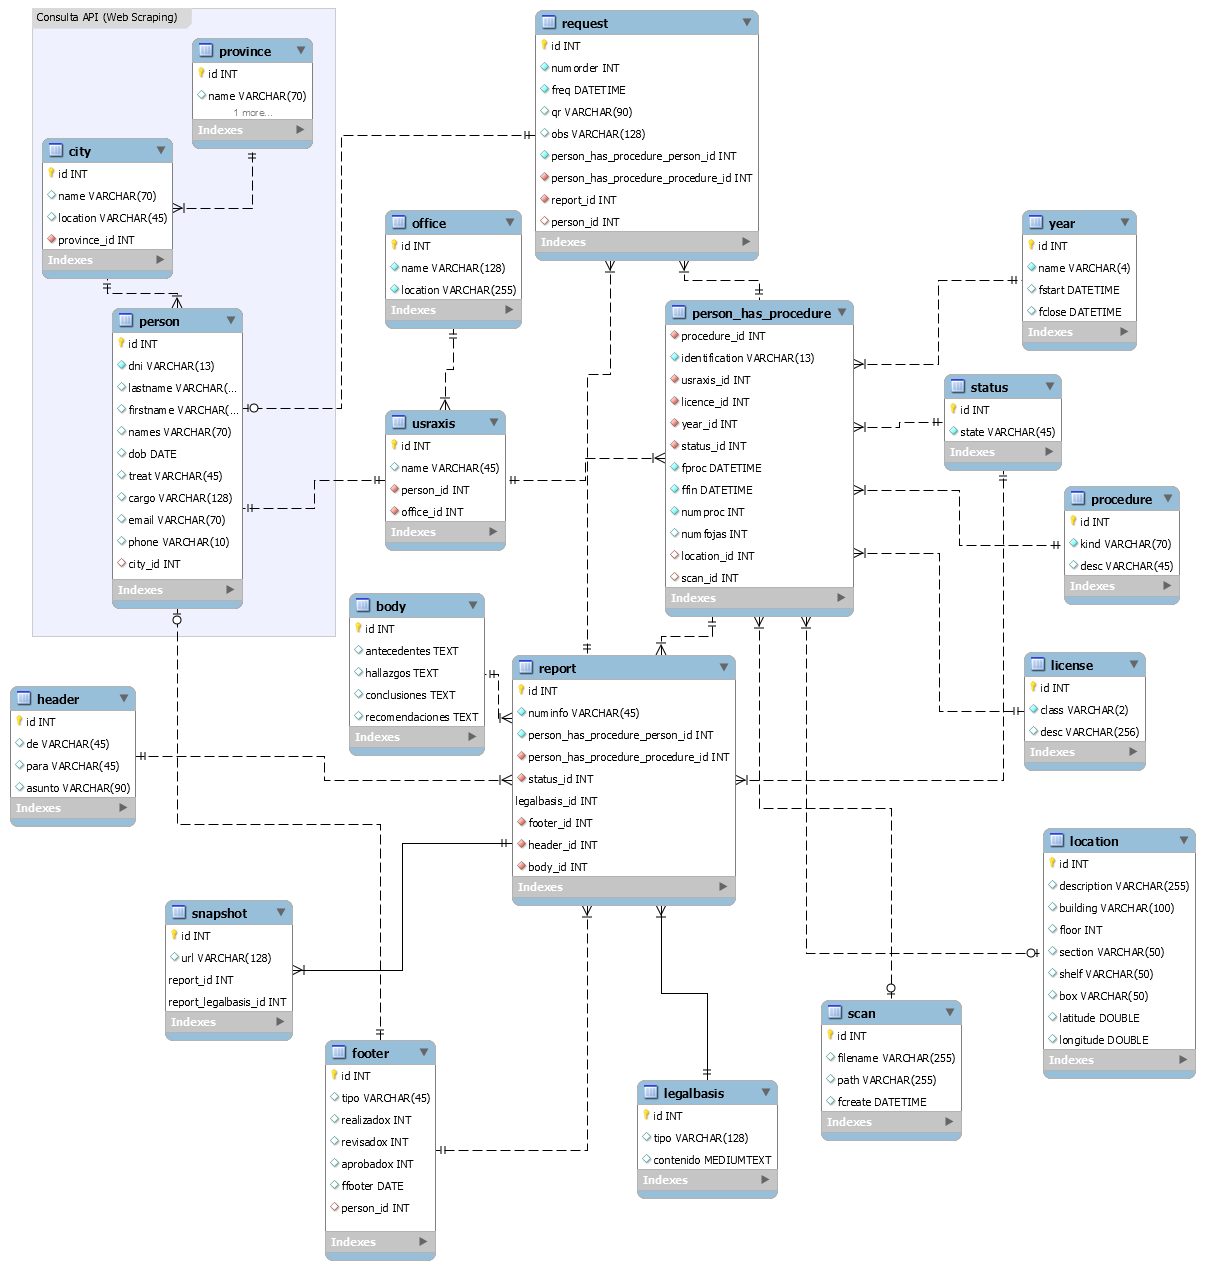 Consulta API (Web Scraping)
province
id INT
name VARCHAR(70)
1 more...
Indexes
city
id INT
name VARCHAR(70)
location VARCHAR(45)
province_id INT
Indexes
person
id INT
dni VARCHAR(13)
lastname VARCHAR(...
firstname VARCHAR(...
names VARCHAR(70)
dob DATE
treat VARCHAR(45)
cargo VARCHAR(128)
email VARCHAR(70)
phone VARCHAR(10)
city_id INT
Indexes
request
id INT
numorder INT
freq DATETIME
qr VARCHAR(90)
obs VARCHAR(128)
person_has_procedure_person_id INT
person_has_procedure_procedure_id INT
report_id INT
person_id INT
Indexes
office
id INT
name VARCHAR(128)
location VARCHAR(255)
Indexes
usraxis
id INT
name VARCHAR(45)
person_id INT
office_id INT
Indexes
person_has_procedure
procedure_id INT
identification VARCHAR(13)
usraxis_id INT
licence_id INT
year_id INT
status_id INT
fproc DATETIME
ffin DATETIME
numproc INT
numfojas INT
location_id INT
scan_id INT
Indexes
year
id INT
name VARCHAR(4)
fstart DATETIME
fclose DATETIME
Indexes
status
id INT
state VARCHAR(45)
Indexes
procedure
id INT
kind VARCHAR(70)
desc VARCHAR(45)
Indexes
body
id INT
antecedentes TEXT
hallazgos TEXT
conclusiones TEXT
recomendaciones TEXT
Indexes
report
id INT
numinfo VARCHAR(45)
person_has_procedure_person_id INT
person_has_procedure_procedure_id INT
status_id INT
legalbasis_id INT
footer_id INT
header_id INT
body_id INT
Indexes
license
id INT
class VARCHAR(2)
desc VARCHAR(256)
Indexes
header
id INT
de VARCHAR(45)
para VARCHAR(45)
asunto VARCHAR(90)
Indexes
location
id INT
description VARCHAR(255)
building VARCHAR(100)
floor INT
section VARCHAR(50)
shelf VARCHAR(50)
box VARCHAR(50)
latitude DOUBLE
longitude DOUBLE
Indexes
snapshot
id INT
url VARCHAR(128)
report_id INT
report_legalbasis_id INT
Indexes
scan
id INT
filename VARCHAR(255)
path VARCHAR(255)
fcreate DATETIME
Indexes
footer
id INT
tipo VARCHAR(45)
realizadox INT
revisadox INT
aprobadox INT
ffooter DATE
person_id INT
Indexes
legalbasis
id INT
tipo VARCHAR(128)
contenido MEDIUMTEXT
Indexes